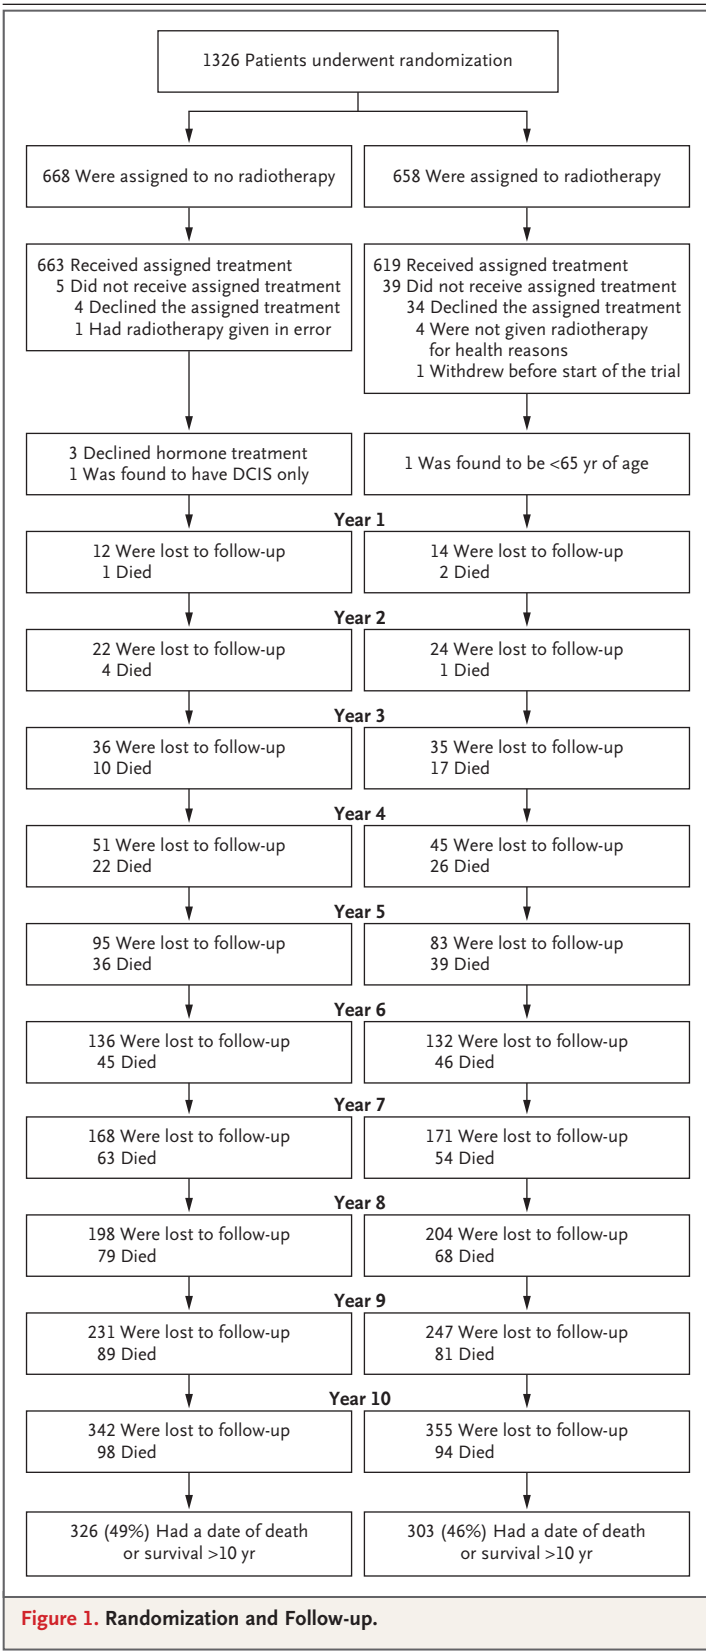 1326 Patients underwent randomization
668 Were assigned to no radiotherapy
658 Were assigned to radiotherapy
663 Received assigned treatment
5 Did not receive assigned treatment
4 Declined the assigned treatment
1 Had radiotherapy given in error
619 Received assigned treatment
39 Did not receive assigned treatment
34 Declined the assigned treatment
4 Were not given radiotherapy
for health reasons
1 Withdrew before start of the trial
3 Declined hormone treatment
1 Was found to have DCIS only
1 Was found to be <65 yr of age
Year 1
12 Were lost to follow-up
1 Died
14 Were lost to follow-up
2 Died
Year 2
22 Were lost to follow-up
4 Died
24 Were lost to follow-up
1 Died
Year 3
36 Were lost to follow-up
10 Died
35 Were lost to follow-up
17 Died
Year 4
51 Were lost to follow-up
22 Died
45 Were lost to follow-up
26 Died
Year 5
95 Were lost to follow-up
36 Died
83 Were lost to follow-up
39 Died
Year 6
136 Were lost to follow-up
45 Died
132 Were lost to follow-up
46 Died
Year 7
168 Were lost to follow-up
63 Died
171 Were lost to follow-up
54 Died
Year 8
198 Were lost to follow-up
79 Died
204 Were lost to follow-up
68 Died
Year 9
231 Were lost to follow-up
89 Died
247 Were lost to follow-up
81 Died
Year 10
342 Were lost to follow-up
98 Died
355 Were lost to follow-up
94 Died
326 (49%) Had a date of death
or survival >10 yr
303 (46%) Had a date of death
or survival >10 yr
Figure 1. Randomization and Follow-up.